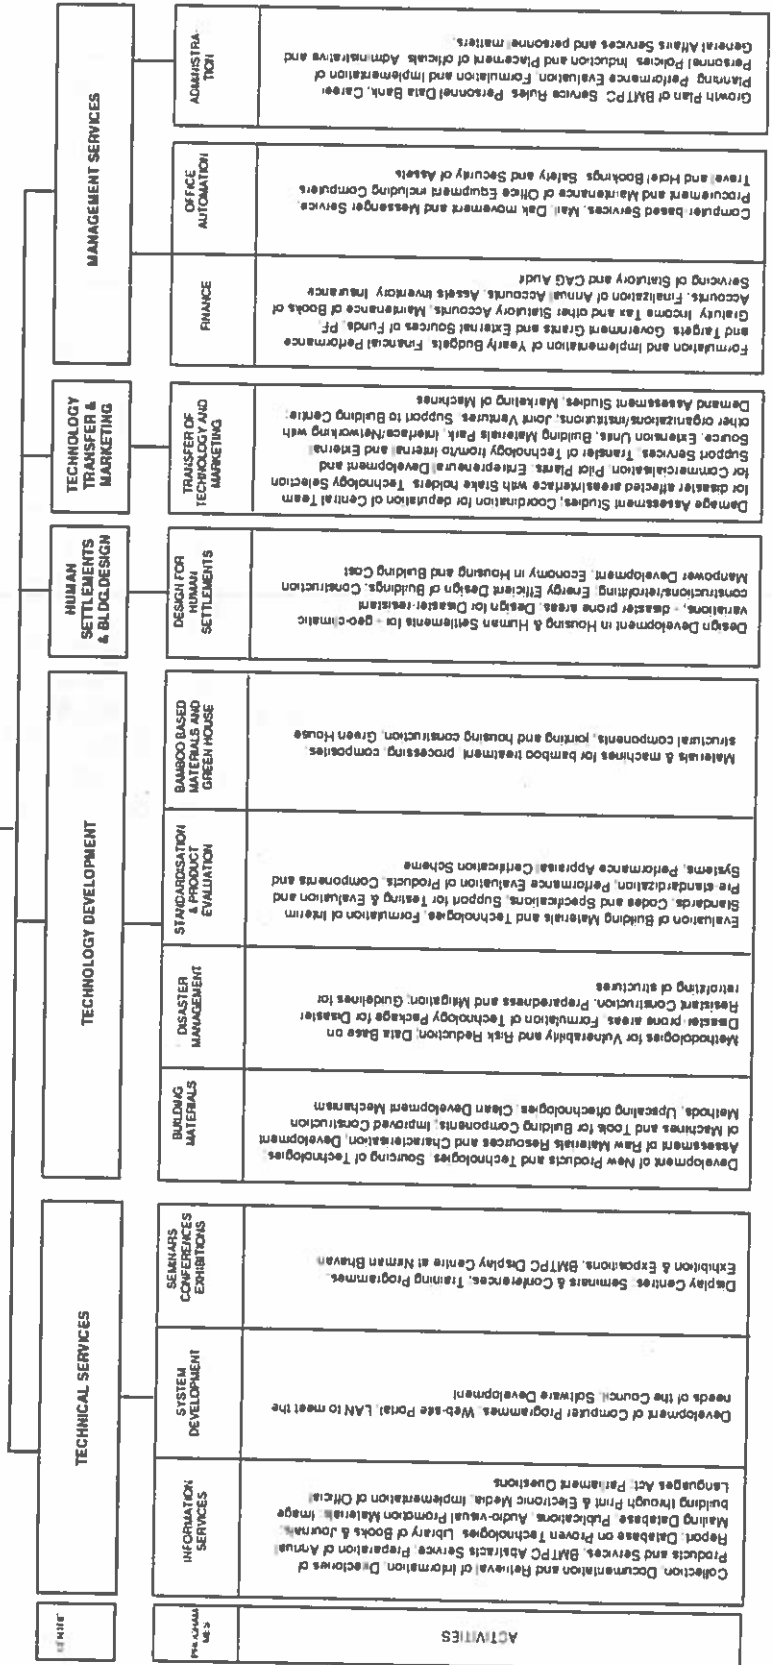 TECHNICAL SERVICES
TECHNOLOGY DEVELOPMENT
HUMAN
SETTLEMENTS
& BLDG.DESIGN
TECHNOLOGY
TRANSFER &
MARKETING
MANAGEMENT SERVICES
INFORMATION
SERVICES
SYSTEM
DEVELOPMENT
SEMINARS
CONFERENCES
EXHIBITIONS
BUILDING
MATERIALS
DISASTER
MANAGEMENT
STANDARDISATION
& PRODUCT
EVALUATION
BAMBOO BASED
MATERIALS AND
GREEN HOUSE
DESIGN FOR
HUMAN
SETTLEMENTS
TRANSFER OF
TECHNOLOGY AND
MARKETING
FINANCE
OFFICE
AUTOMATION
ADMINISTRA-
TION
ACTIVITIES
Collection, Documentation and Retrieval of Information, Directories of
Products and Services, BMTPC Abstracts Service, Preparation of Annual
Report, Database on Proven Technologies, Library of Books & Journals,
Mailing Database, Publications, Audio-visual Promotion Materials, Image
building through Print & Electronic Media, Implementation of Official
Languages Act, Parliament Questions
Development of Computer Programmes, Web-site Portal, LAN to meet the
needs of the Council, Software Development
Display Centres, Seminars & Conferences, Training Programmes,
Exhibition & Expositions, BMTPC Display Centre at Nirman Bhavan
Development of New Products and Technologies, Sourcing of Technologies,
Assessment of Raw Materials Resources and Characterisation, Development
of Machines and Tools for Building Components, Improved Construction
Methods, Upscaling oftechnologies, Clean Development Mechanism
Methodologies for Vulnerability and Risk Reduction, Data Base on
Disaster-prone areas, Formulation of Technology Package for Disaster
Resistant Construction, Preparedness and Mitigation, Guidelines for
retrofiting of structures
Evaluation of Building Materials and Technologies, Formulation of Interim
Standards, Codes and Specifications, Support for Testing & Evaluation and
Pre-standardization, Performance Evaluation of Products, Components and
Systems, Performance Appraisal Certification Scheme
Materials & machines for bamboo treatment, processing, composites,
structural components, jointing and housing construction, Green House
Design Development in Housing & Human Settlements for - geo-climatic
variations, - disaster prone areas, Design for Disaster-resistant
constructions/retrofitting; Energy Efficient Design of Buildings, Construction
Manpower Development, Economy in Housing and Building Cost
Damage Assessment Studies; Coordination for deputation of Central Team
for disaster affected areasInterface with Stake holders, Technology Selection
for Commercialisation, Pilot Plants, Entrepreneurial Development and
Support Services, Transfer of Technology from/to Internal and External
Source, Extension Units, Building Materials Park, Interface/Networking with
other organizations/institutions, Joint Ventures, Support to Building Centre;
Demand Assessment Studies, Marketing of Machines
Formulation and Implementation of Yearly Budgets, Financial Performance
and Targets, Government Grants and External Sources of Funds, PF,
Gratuity, Income Tax and other Statutory Accounts, Maintenance of Books of
Accounts, Finalization of Annual Accounts, Assets Inventory, Insurance
Servicing of Statutory and CAG Audit
Computer-based Services, Mail, Dak movement and Messenger Service,
Procurement and Maintenance of Office Equipment including Computers
Travel and Hotel Bookings, Safety and Security of Assets
Growth Plan of BMTPC, Service Rules, Personnel Data Bank, Career
Planning, Performance Evaluation, Formulation and Implementation of
Personnel Policies, Induction and Placement of officials, Administrative and
General Affairs Services and personnel matters.